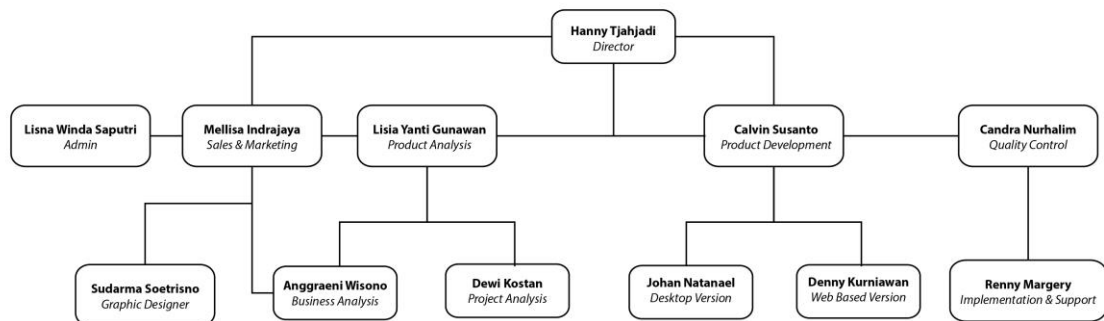 Hanny Tjahjadi
Director
Lisna Winda Saputri
Admin
Mellisa Indrajaya
Sales & Marketing
Lisia Yanti Gunawan
Product Analysis
Calvin Susanto
Product Development
Candra Nurhalim
Quality Control
Sudarma Soetrisno
Graphic Designer
Anggraeni Wisono
Business Analysis
Dewi Kostan
Project Analysis
Johan Natanael
Desktop Version
Denny Kurniawan
Web Based Version
Renny Margery
Implementation & Support